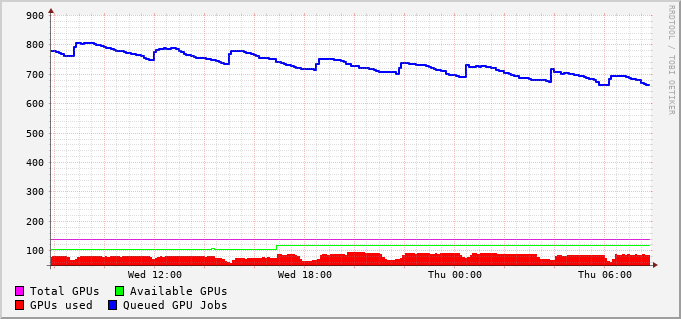 900
800
700
600
500
400
300
200
100
Wed 12:00 Wed 18:00 Thu 00:00 Thu 06:00
Total GPUs Available GPUs
GPUs used Queued GPU Jobs
RRDTOOL / TOBI OETIKER